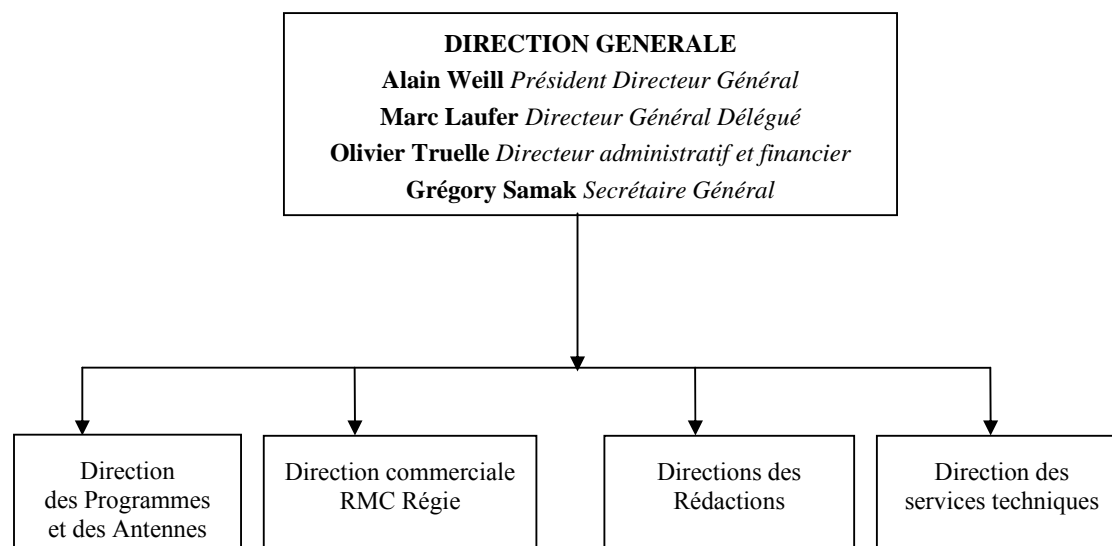 DIRECTION GENERALE
Alain Weill Président Directeur Général
Marc Laufer Directeur Général Délégué
Olivier Truelle Directeur administratif et financier
Grégory Samak Secrétaire Général
Direction
des Programmes
et des Antennes
Direction commerciale
RMC Régie
Directions des
Rédactions
Direction des
services techniques